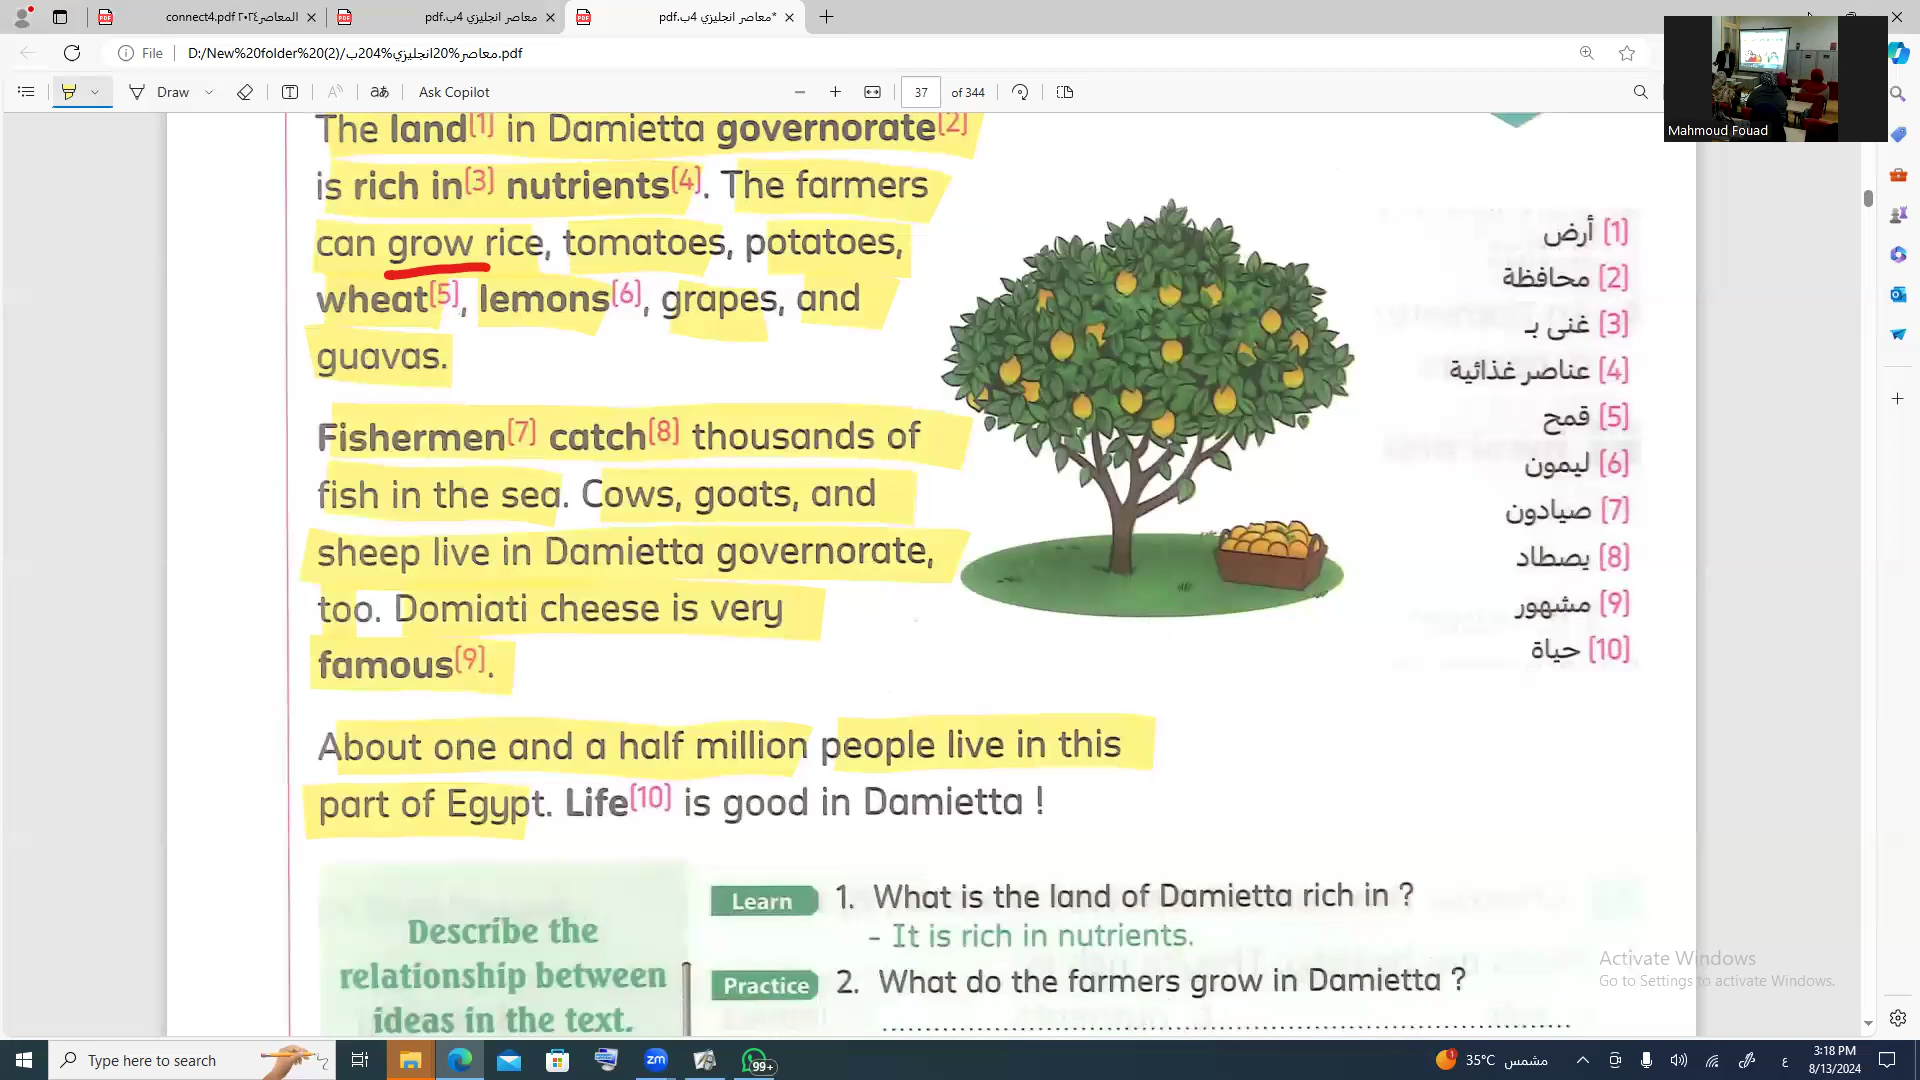 connect4.pdf المعاصر٢٠٢٤
معاصر انجليزي 4ب.pdf
*معاصر انجليزي 4ب.pdf
File
D:/New%20folder%20(2)/معاصر%20انجليزي%204ب.pdf
Draw
aあ
Ask Copilot
37
of 344
Mahmoud Fouad
The land[1] in Damietta governorate[2]
is rich in[3] nutrients[4]. The farmers
can grow rice, tomatoes, potatoes,
wheat[5], lemons[6], grapes, and
guavas.
Fishermen[7] catch[8] thousands of
fish in the sea. Cows, goats, and
sheep live in Damietta governorate,
too. Domiati cheese is very
famous[9].
About one and a half million people live in this
part of Egypt. Life[10] is good in Damietta !
[1] أرض
[2] محافظة
[3] غنى بـ
[4] عناصر غذائية
[5] قمح
[6] ليمون
[7] صيادون
[8] يصطاد
[9] مشهور
[10] حياة
Describe the
relationship between
ideas in the text.
Learn 1. What is the land of Damietta rich in ?
- It is rich in nutrients.
Practice 2. What do the farmers grow in Damietta ?
Activate Windows
Go to Settings to activate Windows.
Type here to search
zm
99+
35°C مشمس
ع
3:18 PM
8/13/2024